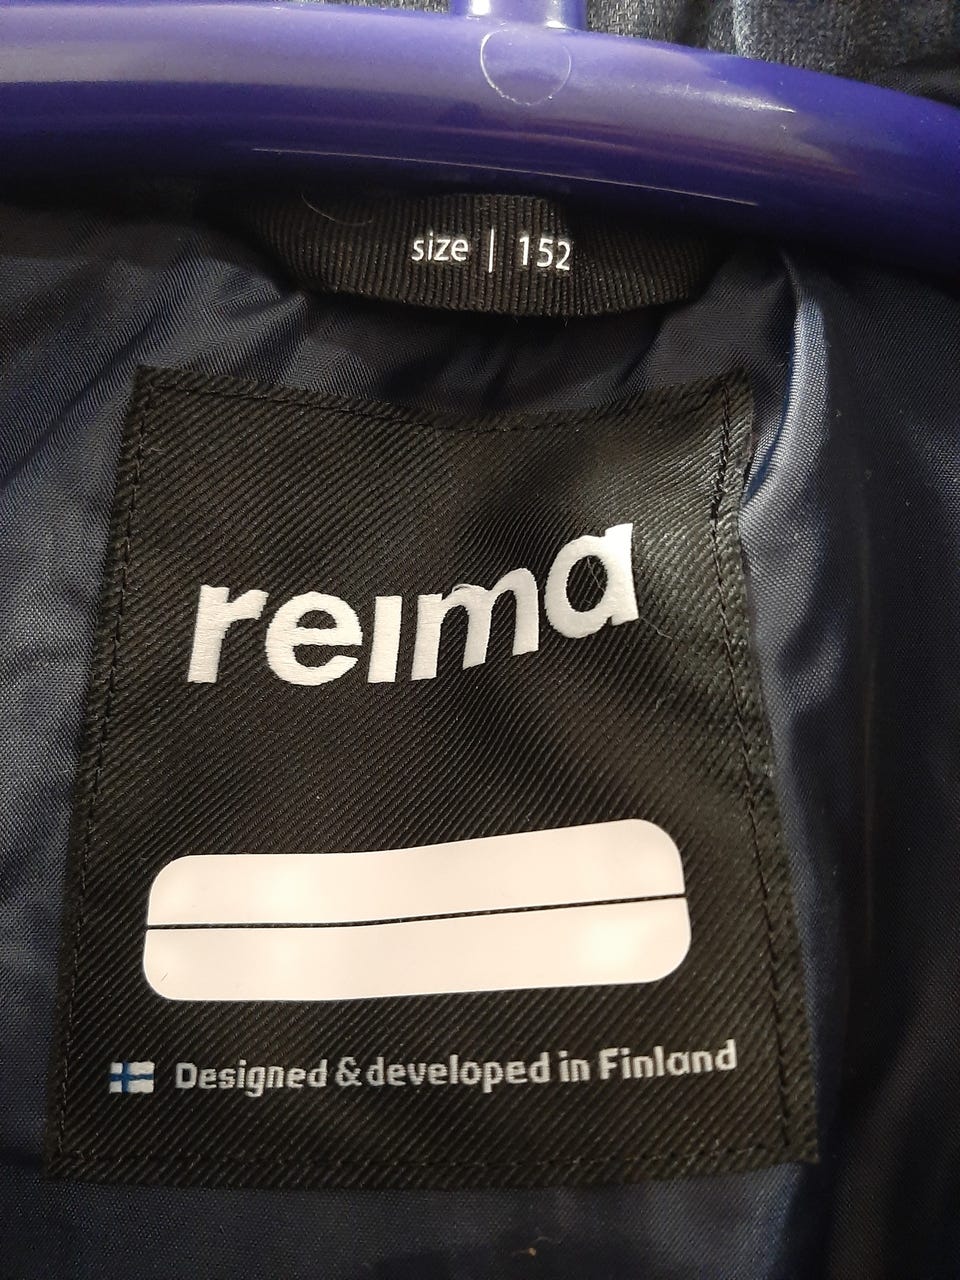 size | 152
reima
Designed & developed in Finland